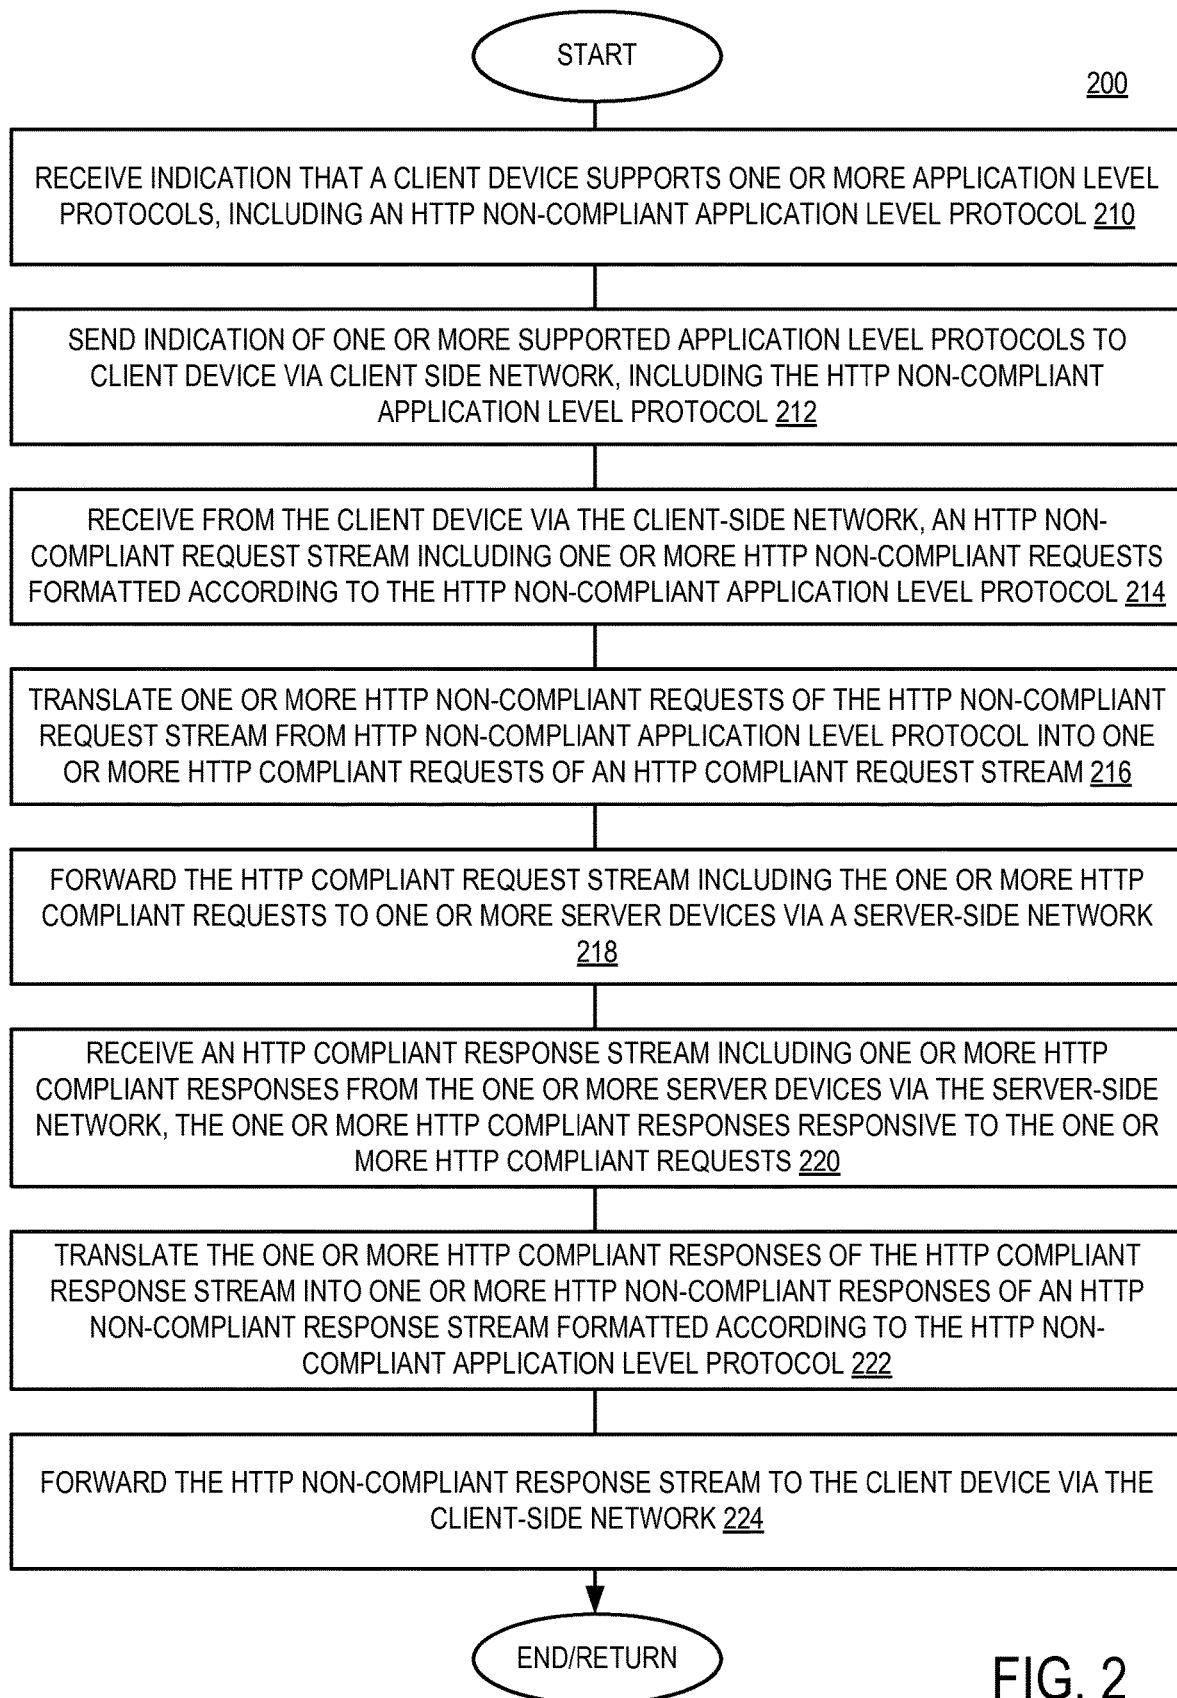 START
200
RECEIVE INDICATION THAT A CLIENT DEVICE SUPPORTS ONE OR MORE APPLICATION LEVEL
PROTOCOLS, INCLUDING AN HTTP NON-COMPLIANT APPLICATION LEVEL PROTOCOL 210
SEND INDICATION OF ONE OR MORE SUPPORTED APPLICATION LEVEL PROTOCOLS TO
CLIENT DEVICE VIA CLIENT SIDE NETWORK, INCLUDING THE HTTP NON-COMPLIANT
APPLICATION LEVEL PROTOCOL 212
RECEIVE FROM THE CLIENT DEVICE VIA THE CLIENT-SIDE NETWORK, AN HTTP NON-
COMPLIANT REQUEST STREAM INCLUDING ONE OR MORE HTTP NON-COMPLIANT REQUESTS
FORMATTED ACCORDING TO THE HTTP NON-COMPLIANT APPLICATION LEVEL PROTOCOL 214
TRANSLATE ONE OR MORE HTTP NON-COMPLIANT REQUESTS OF THE HTTP NON-COMPLIANT
REQUEST STREAM FROM HTTP NON-COMPLIANT APPLICATION LEVEL PROTOCOL INTO ONE
OR MORE HTTP COMPLIANT REQUESTS OF AN HTTP COMPLIANT REQUEST STREAM 216
FORWARD THE HTTP COMPLIANT REQUEST STREAM INCLUDING THE ONE OR MORE HTTP
COMPLIANT REQUESTS TO ONE OR MORE SERVER DEVICES VIA A SERVER-SIDE NETWORK
218
RECEIVE AN HTTP COMPLIANT RESPONSE STREAM INCLUDING ONE OR MORE HTTP
COMPLIANT RESPONSES FROM THE ONE OR MORE SERVER DEVICES VIA THE SERVER-SIDE
NETWORK, THE ONE OR MORE HTTP COMPLIANT RESPONSES RESPONSIVE TO THE ONE OR
MORE HTTP COMPLIANT REQUESTS 220
TRANSLATE THE ONE OR MORE HTTP COMPLIANT RESPONSES OF THE HTTP COMPLIANT
RESPONSE STREAM INTO ONE OR MORE HTTP NON-COMPLIANT RESPONSES OF AN HTTP
NON-COMPLIANT RESPONSE STREAM FORMATTED ACCORDING TO THE HTTP NON-
COMPLIANT APPLICATION LEVEL PROTOCOL 222
FORWARD THE HTTP NON-COMPLIANT RESPONSE STREAM TO THE CLIENT DEVICE VIA THE
CLIENT-SIDE NETWORK 224
END/RETURN
FIG. 2